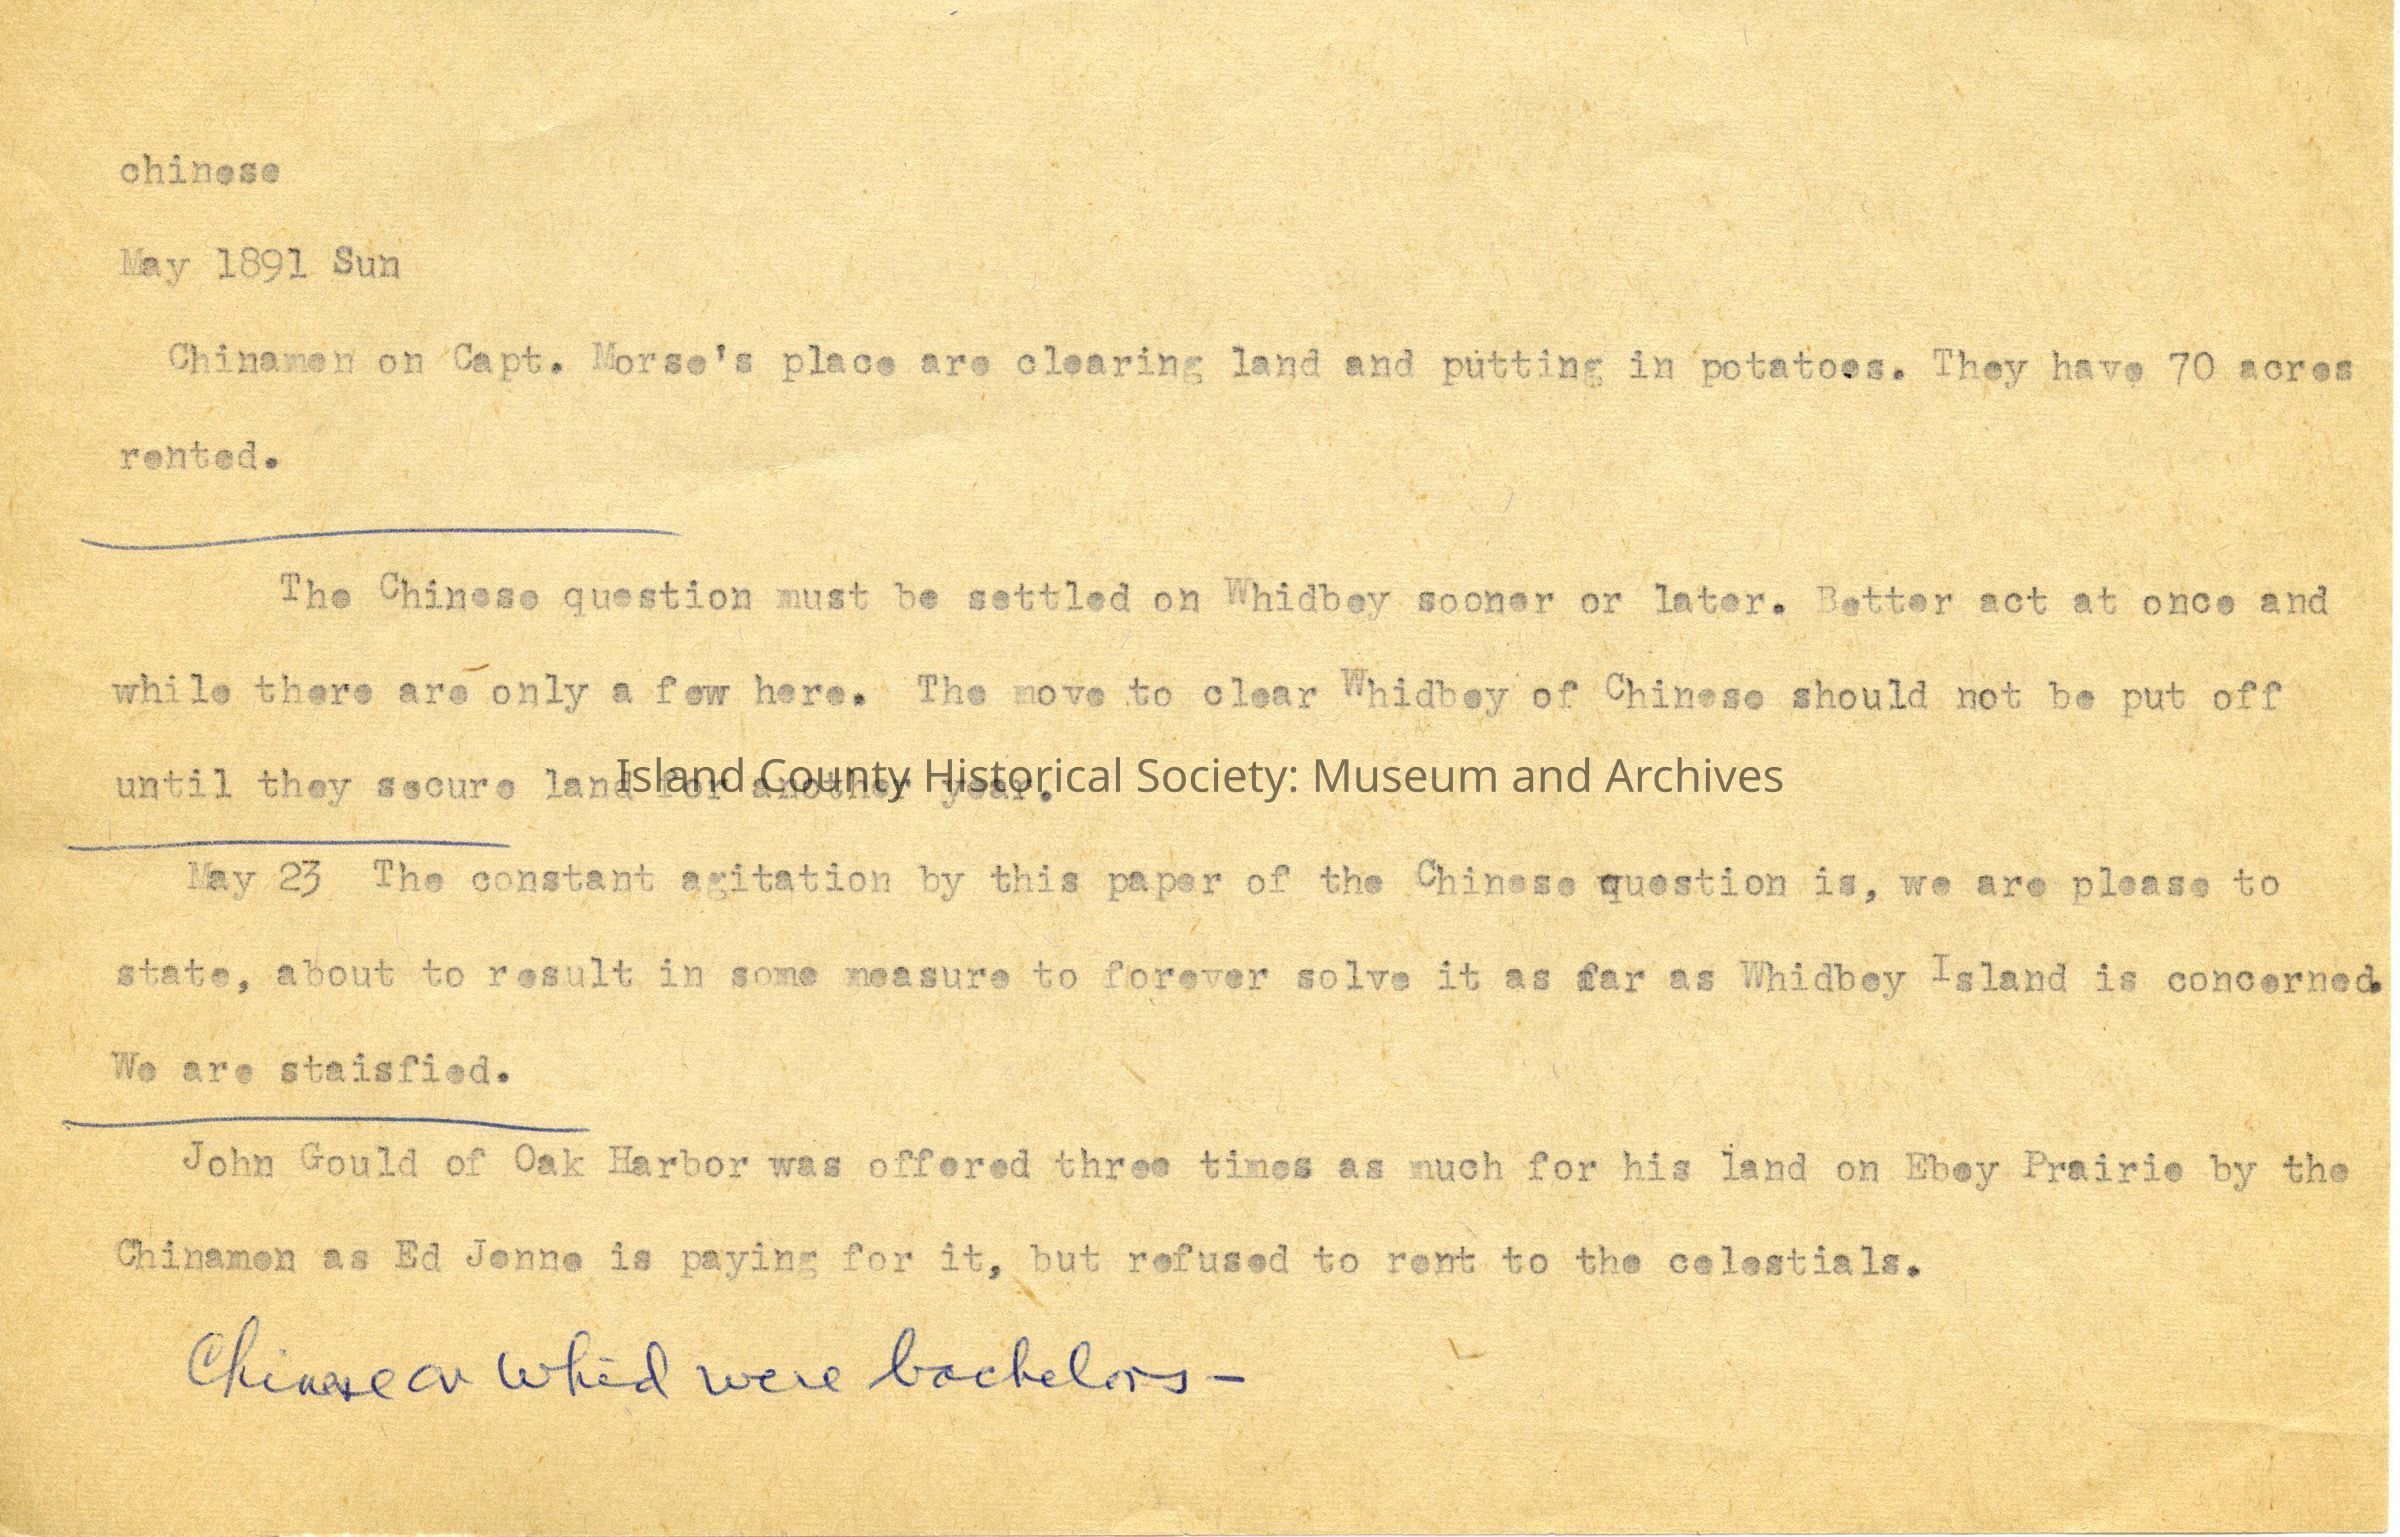 chinese
May 1891 Sun
Chinamen on Capt. Morse's place are clearing land and putting in potatoes. They have 70 acres
rented.
The Chinese question must be settled on Whidbey sooner or later. Better act at once and
while there are only a few here. The move to clear Whidbey of Chinese should not be put off
until they secure land for another year.
Island County Historical Society: Museum and Archives
May 23 The constant agitation by this paper of the Chinese question is, we are please to
state, about to result in some measure to forever solve it as far as Whidbey Island is concerned.
We are staisfied.
John Gould of Oak Harbor was offered three times as much for his land on Ebey Prairie by the
Chinamen as Ed Jenne is paying for it, but refused to rent to the celestials.
Chinese on Whid were bachelors -